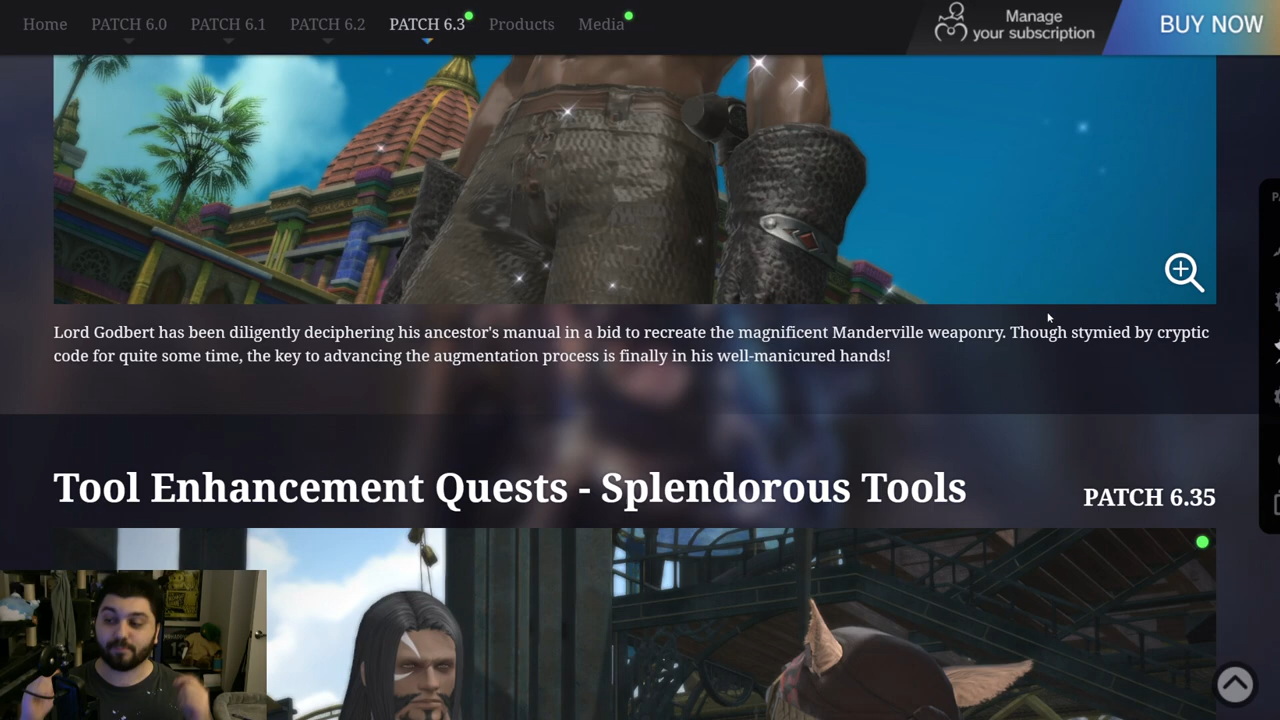 Home PATCH 6.0 PATCH 6.1 PATCH 6.2 PATCH 6.3 Products Media Manage your subscription BUY NOW
Lord Godbert has been diligently deciphering his ancestor's manual in a bid to recreate the magnificent Manderville weaponry. Though stymied by cryptic
code for quite some time, the key to advancing the augmentation process is finally in his well-manicured hands!
Tool Enhancement Quests - Splendorous Tools PATCH 6.35